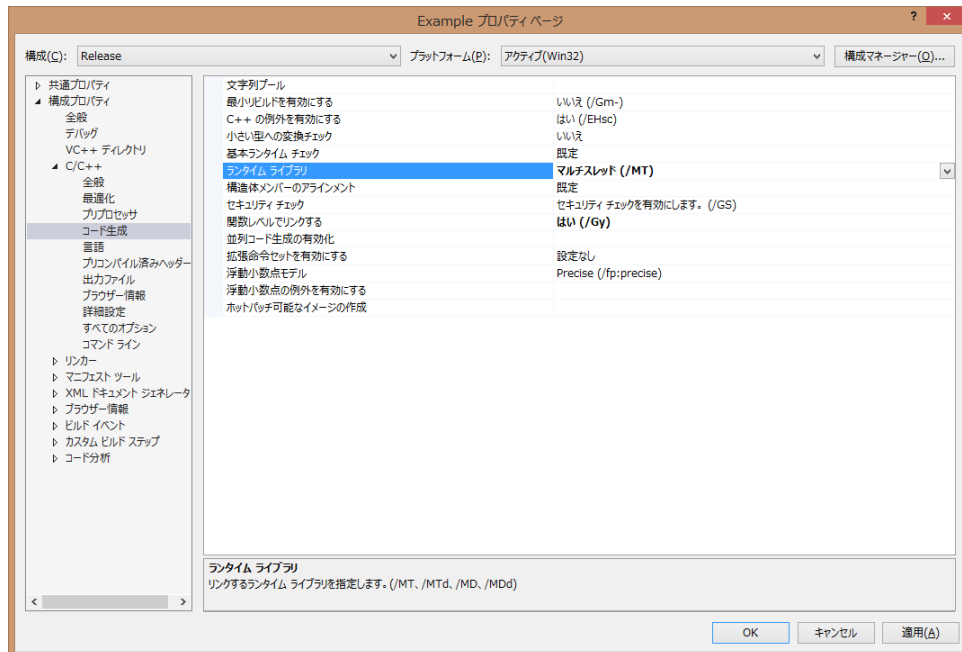 Example プロパティ ページ
? ×
構成(C): Release プラットフォーム(P): アクティブ(Win32) 構成マネージャー(O)...
共通プロパティ
構成プロパティ
全般
デバッグ
VC++ ディレクトリ
C/C++
全般
最適化
プリプロセッサ
コード生成
言語
プリコンパイル済みヘッダー
出力ファイル
ブラウザー情報
詳細設定
すべてのオプション
コマンド ライン
リンカー
マニフェスト ツール
XML ドキュメント ジェネレータ
ブラウザー情報
ビルド イベント
カスタム ビルド ステップ
コード分析
文字列プール
最小リビルドを有効にする いいえ (/Gm-)
C++ の例外を有効にする はい (/EHsc)
小さい型への変換チェック いいえ
基本ランタイム チェック 既定
ランタイム ライブラリ マルチスレッド (/MT)
構造体メンバーのアラインメント 既定
セキュリティ チェック セキュリティ チェックを有効にします。(/GS)
関数レベルでリンクする はい (/Gy)
並列コード生成の有効化
拡張命令セットを有効にする 設定なし
浮動小数点モデル Precise (/fp:precise)
浮動小数点の例外を有効にする
ホットパッチ可能なイメージの作成
ランタイム ライブラリ
リンクするランタイム ライブラリを指定します。(/MT、/MTd、/MD、/MDd)
OK キャンセル 適用(A)